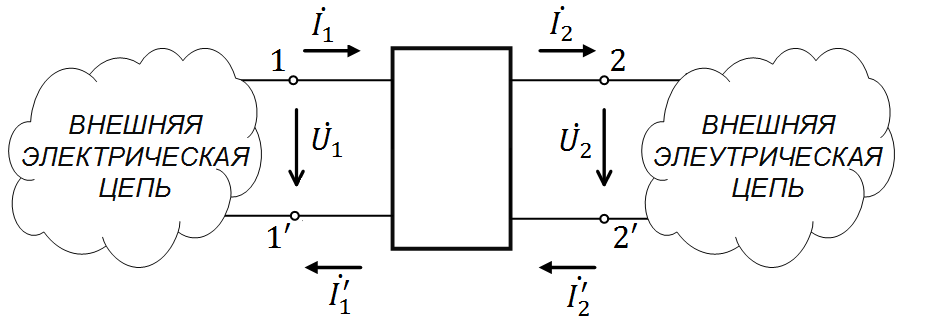 İ₁
İ₂
1
2
ВНЕШНЯЯ
ЭЛЕКТРИЧЕСКАЯ
ЦЕПЬ
U̇₁
U̇₂
ВНЕШНЯЯ
ЭЛЕУТРИЧЕСКАЯ
ЦЕПЬ
1′
2′
İ₁′
İ₂′